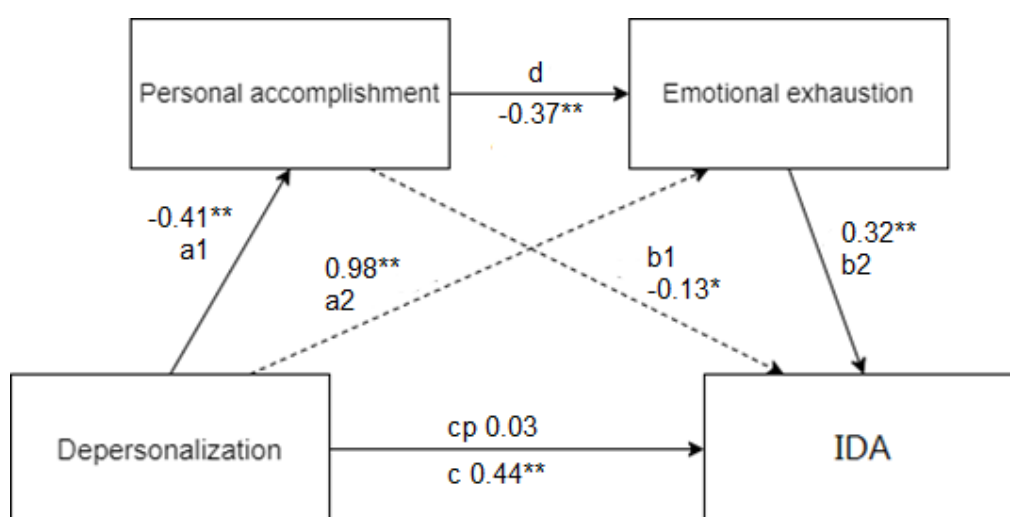 Personal accomplishment
d
-0.37**
Emotional exhaustion
-0.41**
a1
0.98**
a2
b1
-0.13*
0.32**
b2
Depersonalization
cp 0.03
c 0.44**
IDA